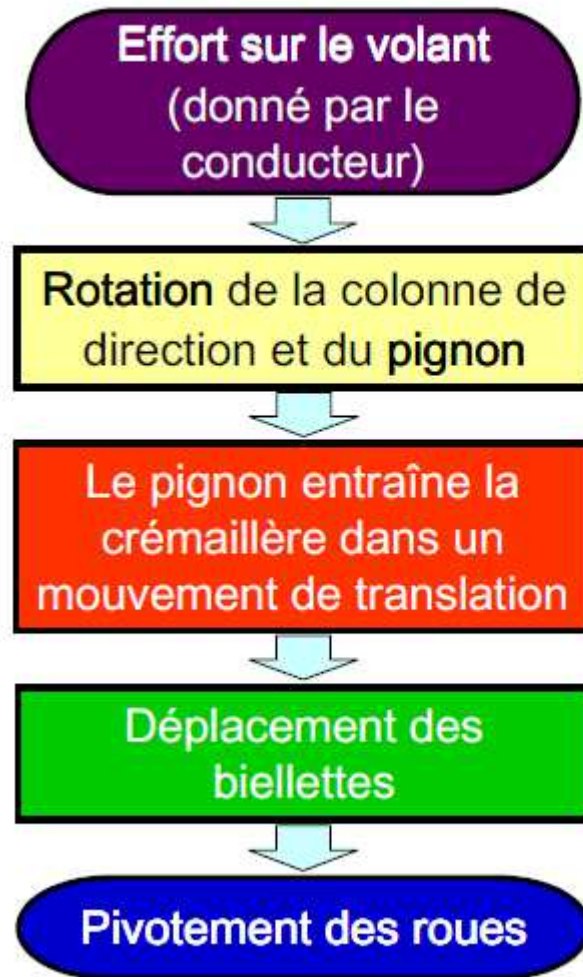 Effort sur le volant
(donné par le
conducteur)
Rotation de la colonne de
direction et du pignon
Le pignon entraîne la
crémaillère dans un
mouvement de translation
Déplacement des
biellettes
Pivotement des roues